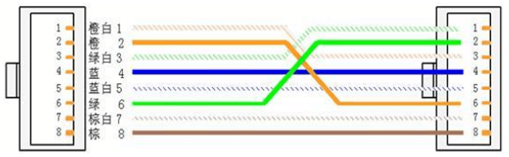 1 橙白 1 1
2 橙 2 2
3 绿白 3 3
4 蓝 4 4
5 蓝白 5 5
6 绿 6 6
7 棕白 7 7
8 棕 8 8